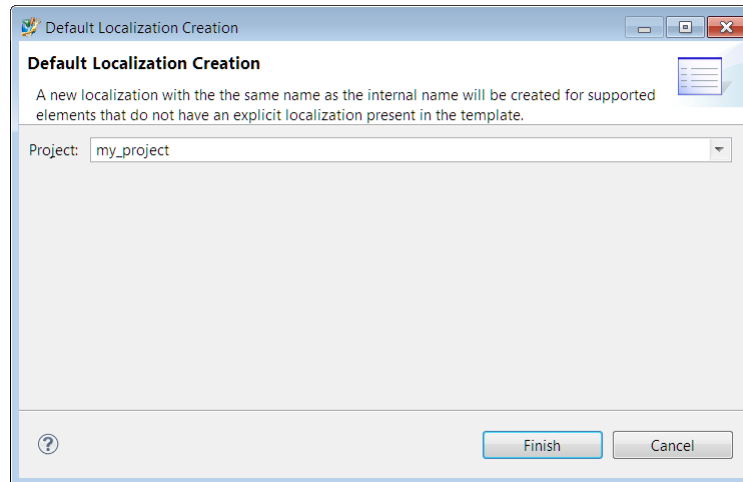 Default Localization Creation
Default Localization Creation
A new localization with the the same name as the internal name will be created for supported
elements that do not have an explicit localization present in the template.
Project: my_project
? Finish Cancel